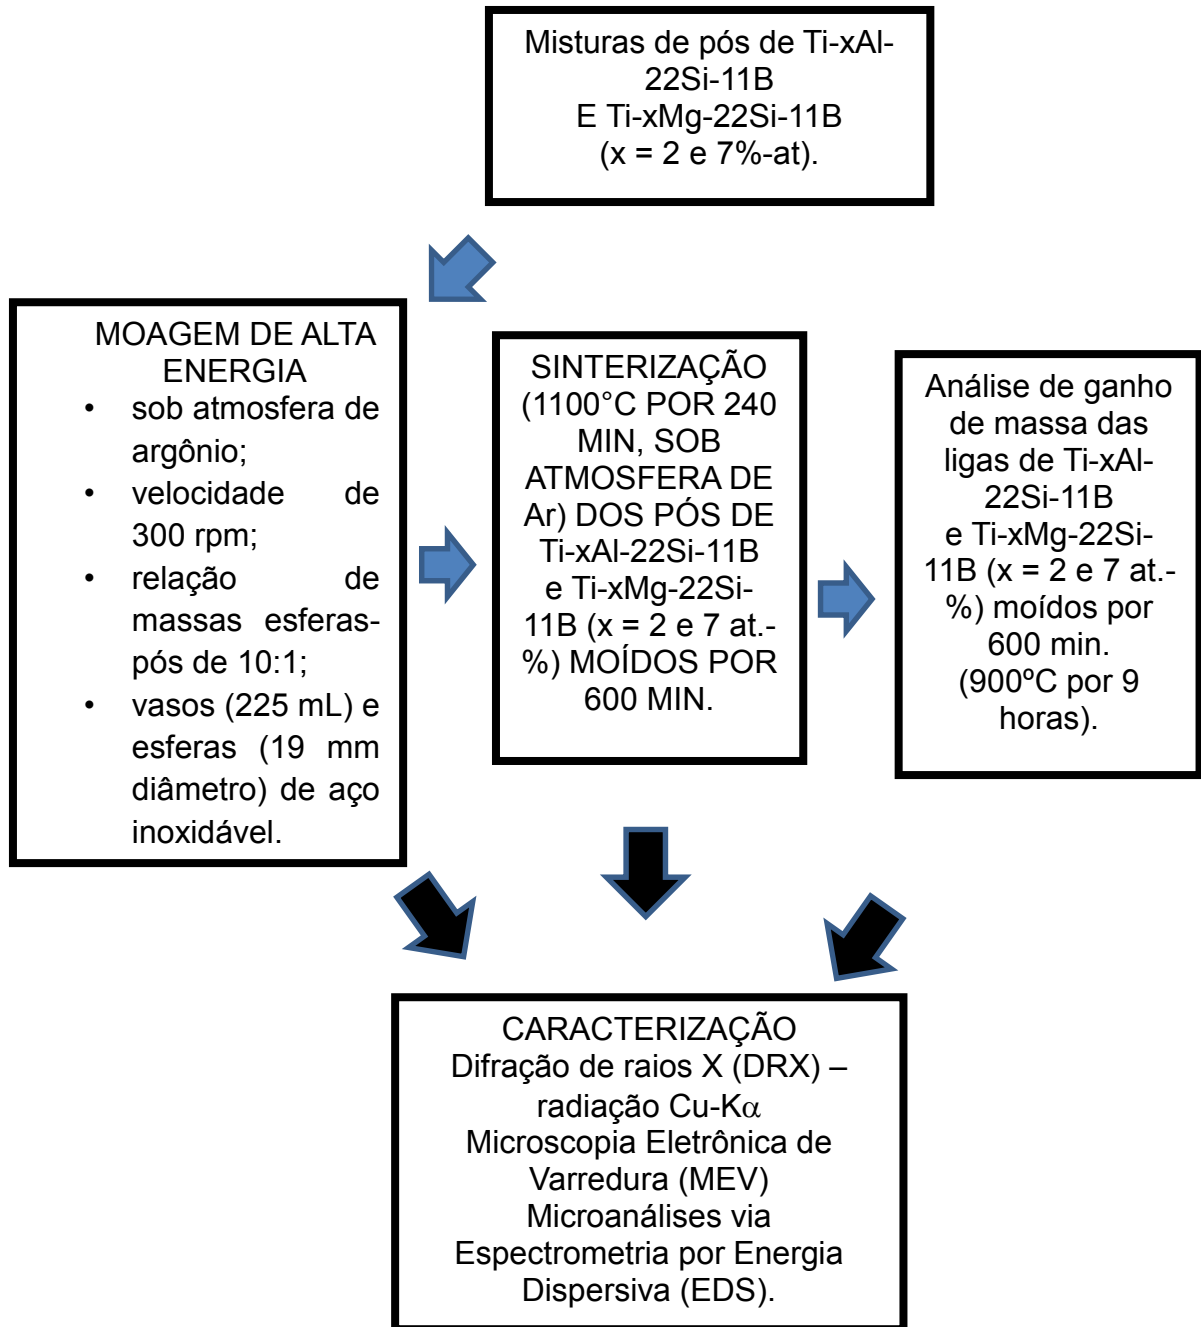 Misturas de pós de Ti-xAl-
22Si-11B
E Ti-xMg-22Si-11B
(x = 2 e 7%-at).
MOAGEM DE ALTA
ENERGIA
• sob atmosfera de
argônio;
• velocidade de
300 rpm;
• relação de
massas esferas-
pós de 10:1;
• vasos (225 mL) e
esferas (19 mm
diâmetro) de aço
inoxidável.
SINTERIZAÇÃO
(1100°C POR 240
MIN, SOB
ATMOSFERA DE
Ar) DOS PÓS DE
Ti-xAl-22Si-11B
e Ti-xMg-22Si-
11B (x = 2 e 7 at.-
%) MOÍDOS POR
600 MIN.
Análise de ganho
de massa das
ligas de Ti-xAl-
22Si-11B
e Ti-xMg-22Si-
11B (x = 2 e 7 at.-
%) moídos por
600 min.
(900ºC por 9
horas).
CARACTERIZAÇÃO
Difração de raios X (DRX) –
radiação Cu-Kα
Microscopia Eletrônica de
Varredura (MEV)
Microanálises via
Espectrometria por Energia
Dispersiva (EDS).